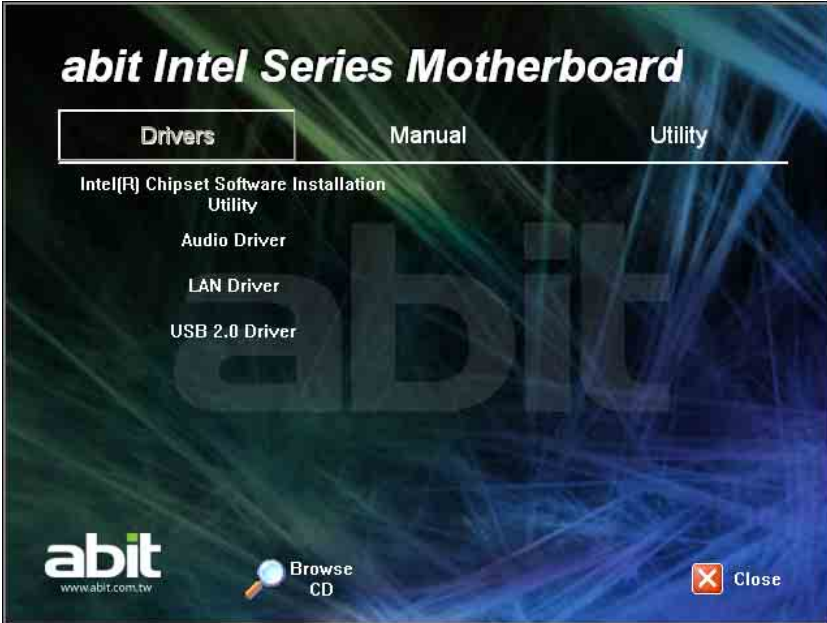 abit Intel Series Motherboard
Drivers
Manual
Utility
Intel(R) Chipset Software Installation
Utility
Audio Driver
LAN Driver
USB 2.0 Driver
abit
abit
www.abit.com.tw
Browse
CD
Close